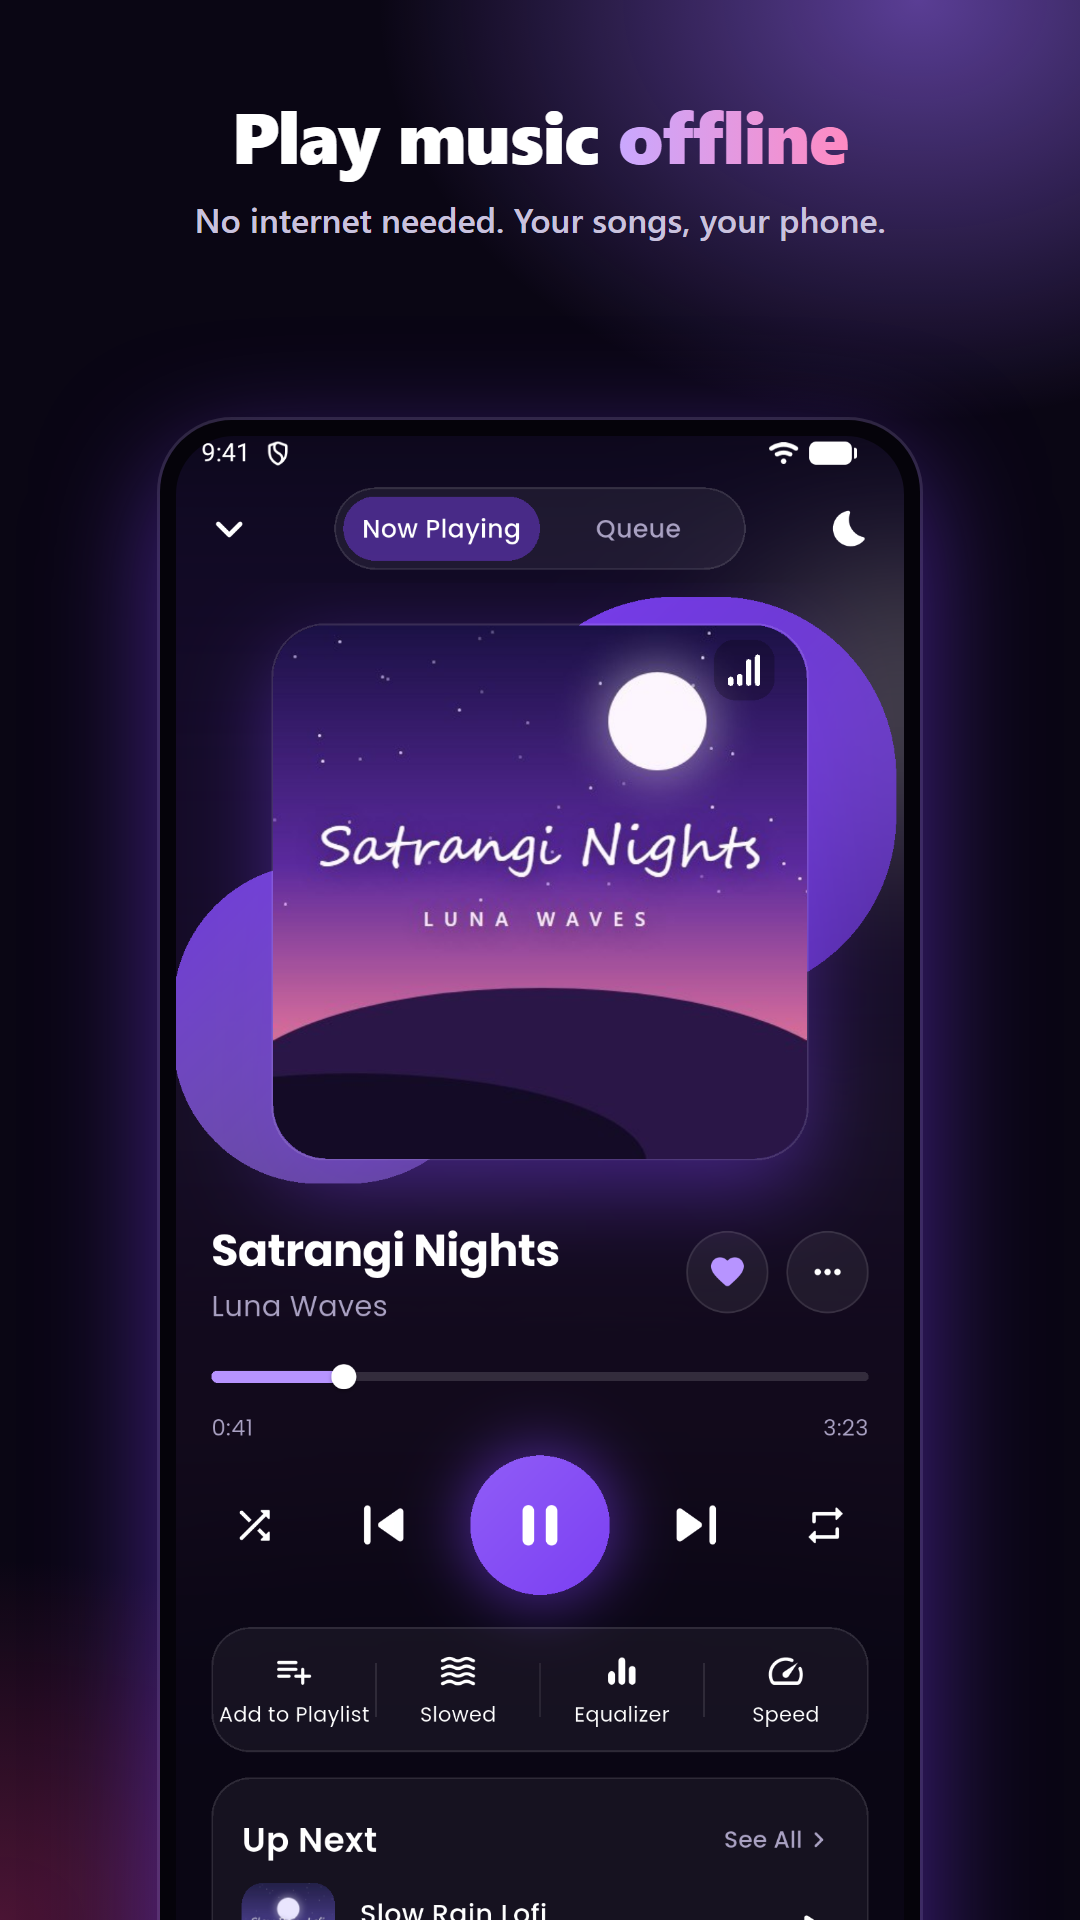 Play music offline
No internet needed. Your songs, your phone.
9:41
Now Playing
Queue
Satrangi Nights
LUNA WAVES
Satrangi Nights
Luna Waves
0:41
3:23
Add to Playlist
Slowed
Equalizer
Speed
Up Next
See All
Slow Rain Lofi